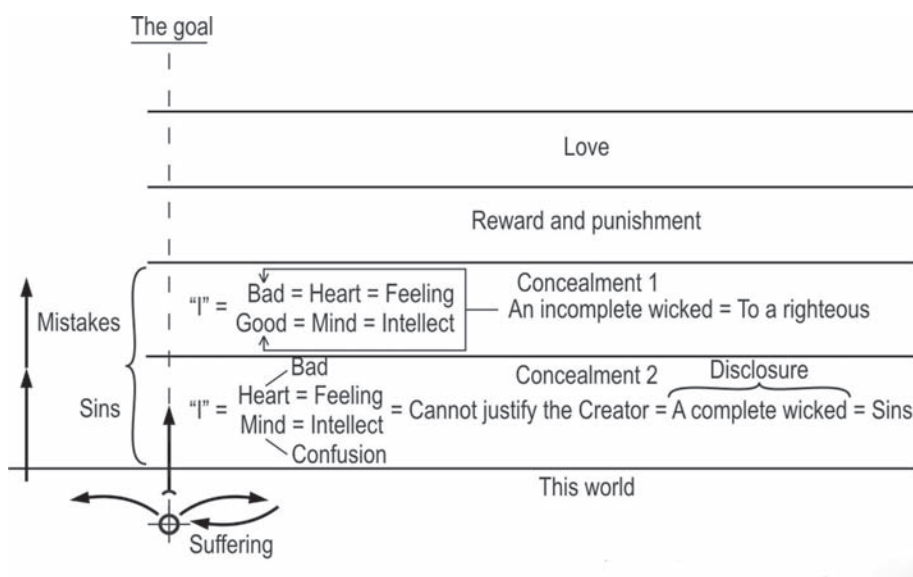 The goal
Love
Reward and punishment
Concealment 1
Mistakes
“I” =
Bad = Heart = Feeling
Good = Mind = Intellect
An incomplete wicked = To a righteous
Bad
Concealment 2
Disclosure
Sins
“I” =
Heart = Feeling
Mind = Intellect
= Cannot justify the Creator = A complete wicked = Sins
Confusion
This world
Suffering